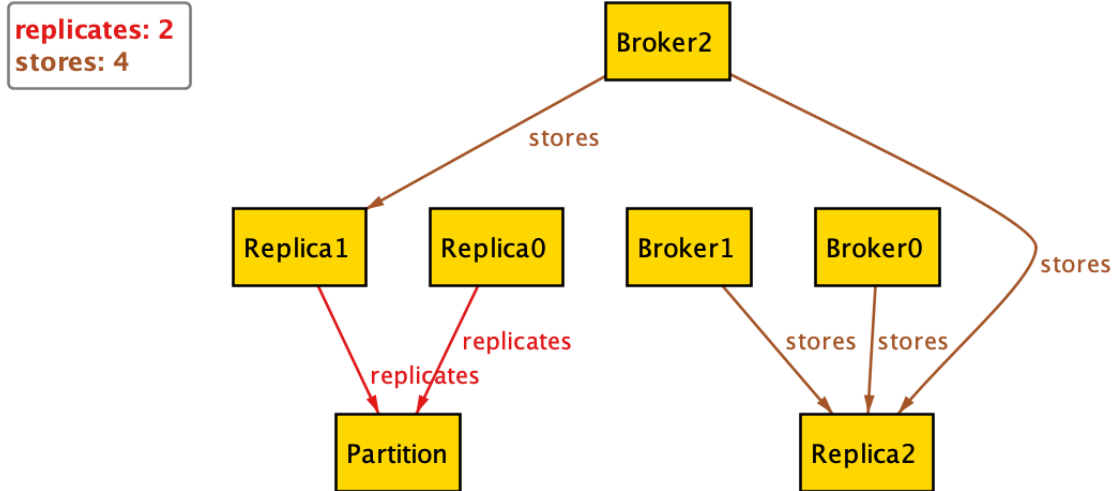 replicates: 2
stores: 4
Broker2
stores
Replica1
Replica0
Broker1
Broker0
stores
replicates
stores
stores
replicates
Partition
Replica2